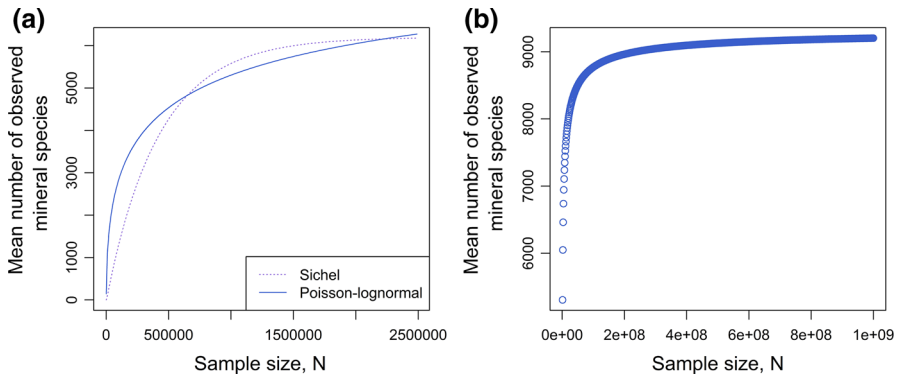 (a)
Mean number of observed
mineral species
0
1000
3000
5000
0
500000
1500000
2500000
Sample size, N
Sichel
Poisson-lognormal
(b)
Mean number of observed
mineral species
6000
7000
8000
9000
0e+00
2e+08
4e+08
6e+08
8e+08
1e+09
Sample size, N